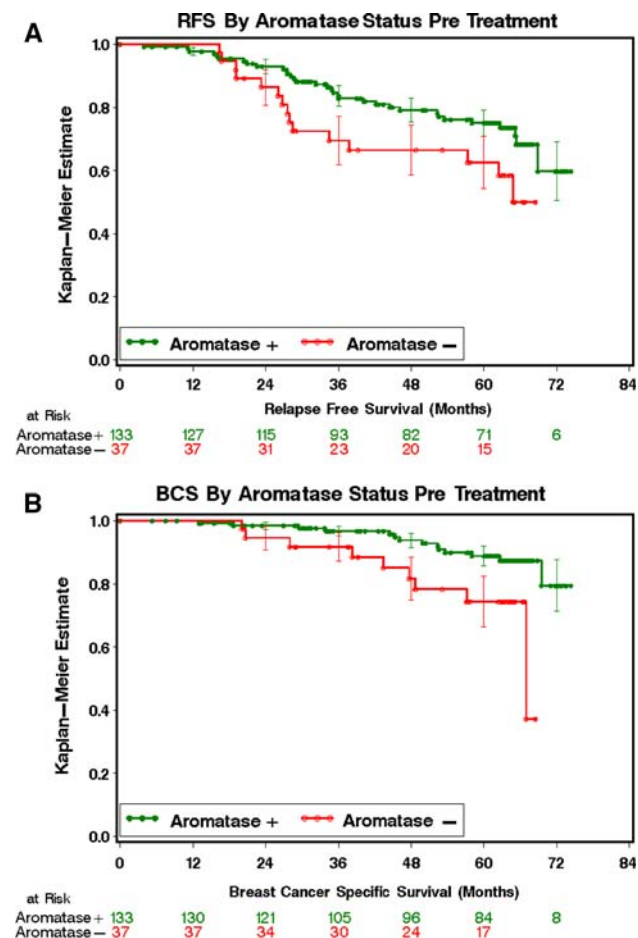 A
RFS By Aromatase Status Pre Treatment
Kaplan—Meier Estimate
1.0
0.8
0.6
0.4
0.2
0.0
Aromatase + Aromatase —
0 12 24 36 48 60 72 84
Relapse Free Survival (Months)
at Risk
Aromatase+ 133 127 115 93 82 71 6
Aromatase— 37 37 31 23 20 15
B
BCS By Aromatase Status Pre Treatment
Kaplan—Meier Estimate
1.0
0.8
0.6
0.4
0.2
0.0
Aromatase + Aromatase —
0 12 24 36 48 60 72 84
Breast Cancer Specific Survival (Months)
at Risk
Aromatase+ 133 130 121 105 96 84 8
Aromatase— 37 37 34 30 24 17